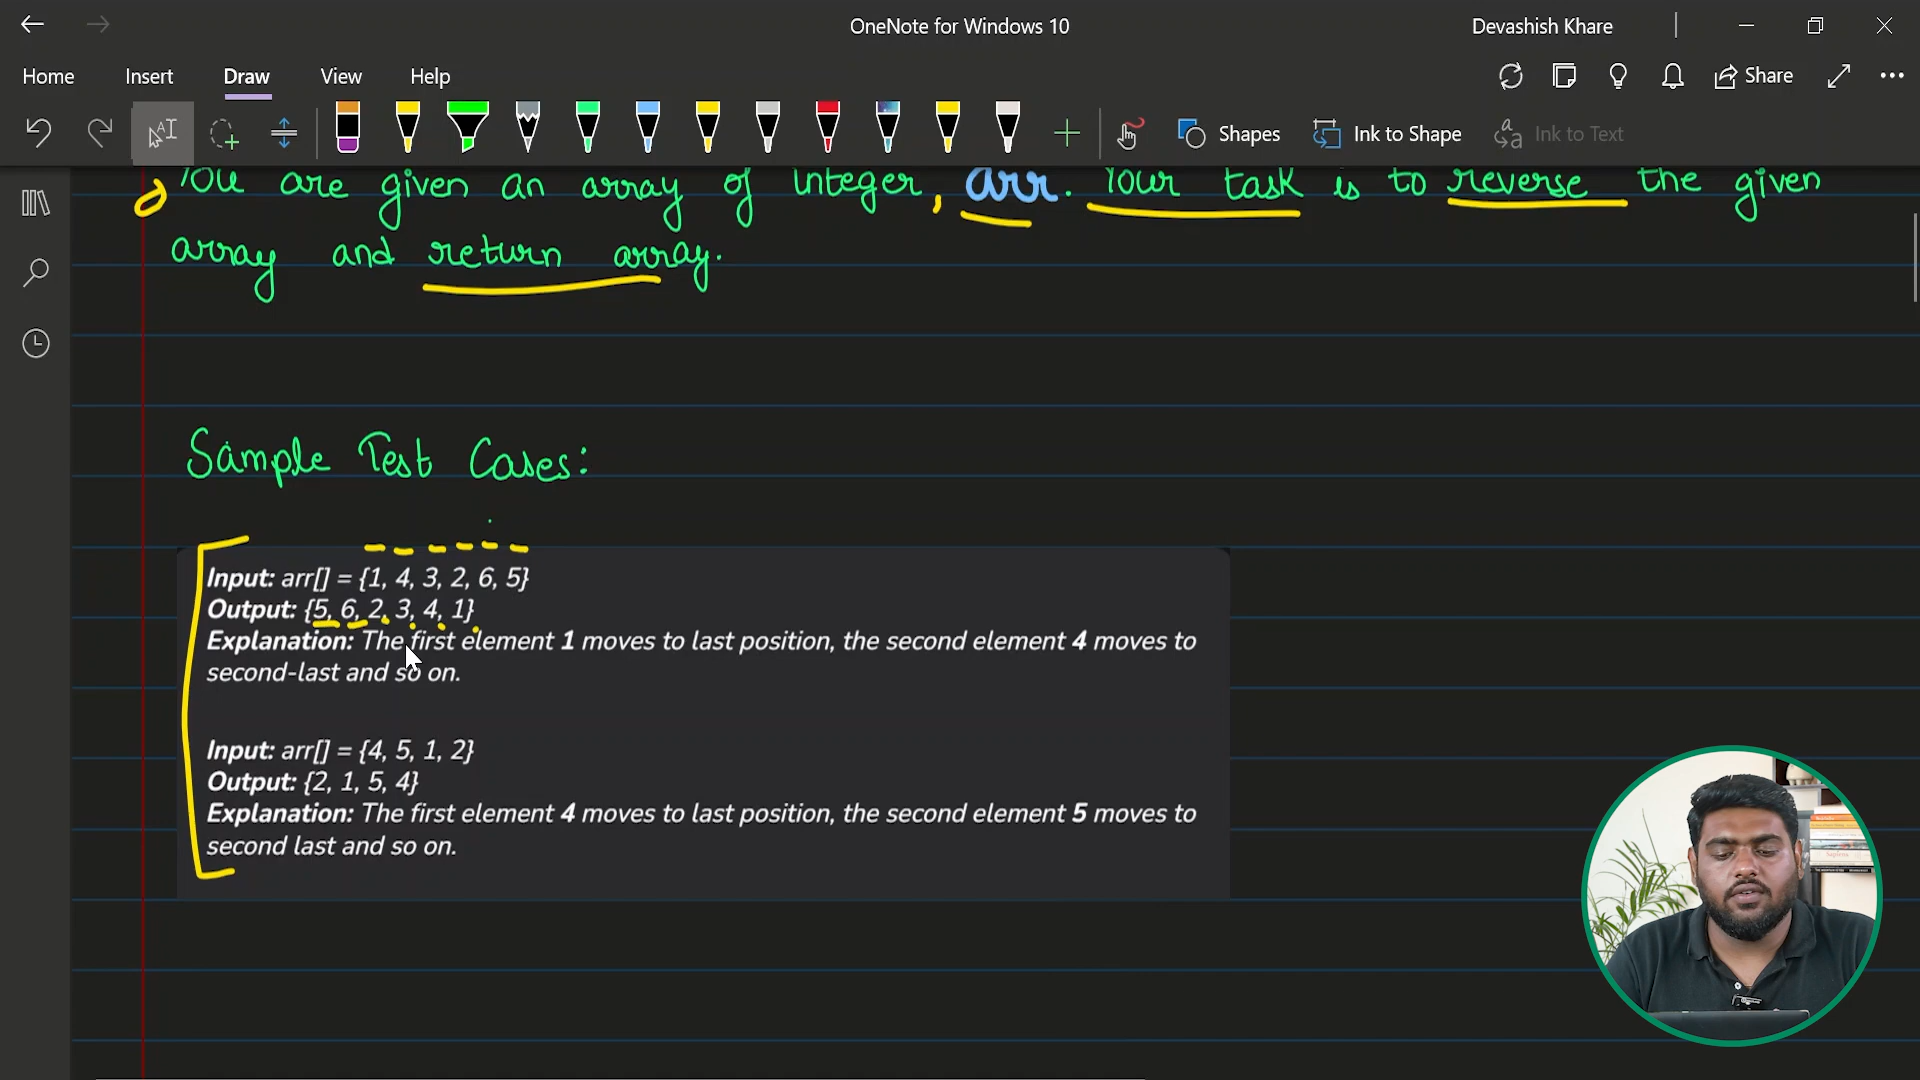 OneNote for Windows 10
Devashish Khare
Home Insert Draw View Help
Share
Shapes Ink to Shape Ink to Text
You are given an array of integer, arr. Your task is to reverse the given
array and return array.
Sample Test Cases:
Input: arr[] = {1, 4, 3, 2, 6, 5}
Output: {5, 6, 2, 3, 4, 1}
Explanation: The first element 1 moves to last position, the second element 4 moves to
second-last and so on.
Input: arr[] = {4, 5, 1, 2}
Output: {2, 1, 5, 4}
Explanation: The first element 4 moves to last position, the second element 5 moves to
second last and so on.